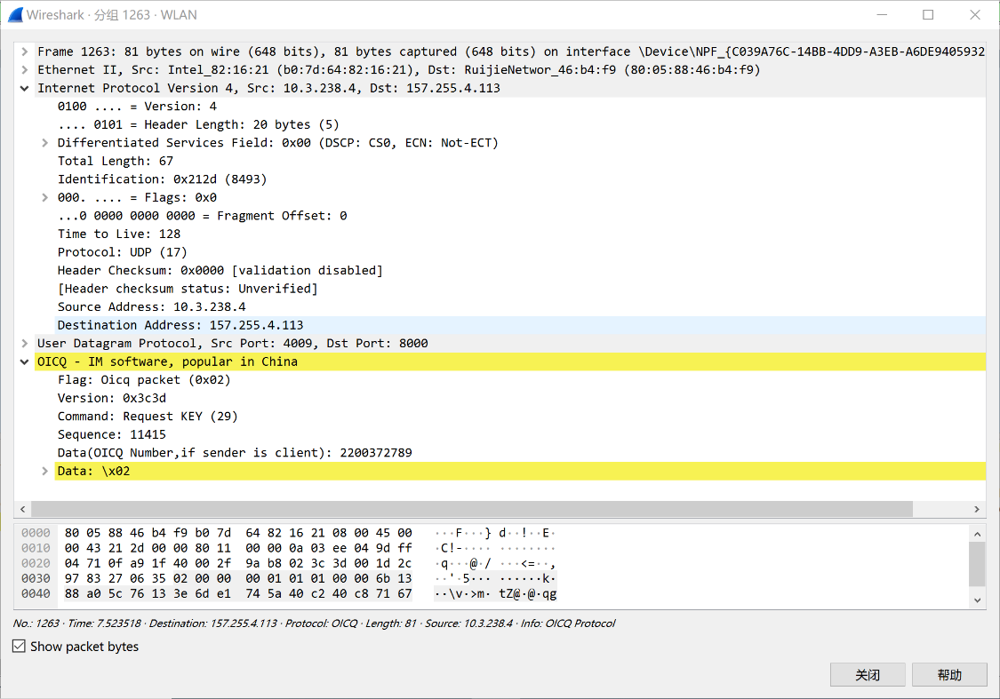 Wireshark · 分组 1263 · WLAN
Frame 1263: 81 bytes on wire (648 bits), 81 bytes captured (648 bits) on interface \Device\NPF_{C039A76C-14BB-4DD9-A3EB-A6DE9405932
Ethernet II, Src: Intel_82:16:21 (b0:7d:64:82:16:21), Dst: RuijieNetwor_46:b4:f9 (80:05:88:46:b4:f9)
Internet Protocol Version 4, Src: 10.3.238.4, Dst: 157.255.4.113
0100 .... = Version: 4
.... 0101 = Header Length: 20 bytes (5)
Differentiated Services Field: 0x00 (DSCP: CS0, ECN: Not-ECT)
Total Length: 67
Identification: 0x212d (8493)
000. .... = Flags: 0x0
...0 0000 0000 0000 = Fragment Offset: 0
Time to Live: 128
Protocol: UDP (17)
Header Checksum: 0x0000 [validation disabled]
[Header checksum status: Unverified]
Source Address: 10.3.238.4
Destination Address: 157.255.4.113
User Datagram Protocol, Src Port: 4009, Dst Port: 8000
OICQ - IM software, popular in China
Flag: Oicq packet (0x02)
Version: 0x3c3d
Command: Request KEY (29)
Sequence: 11415
Data(OICQ Number,if sender is client): 2200372789
Data: \x02
0000 80 05 88 46 b4 f9 b0 7d 64 82 16 21 08 00 45 00 ···F···} d··!··E·
0010 00 43 21 2d 00 00 80 11 00 00 0a 03 ee 04 9d ff ·C!-···· ········
0020 04 71 0f a9 1f 40 00 2f 9a b8 02 3c 3d 00 1d 2c ·q···@·/ ···<=··,
0030 97 83 27 06 35 02 00 00 00 01 01 01 00 00 6b 13 ··'·5··· ······k·
0040 88 a0 5c 76 13 3e 6d e1 74 5a 40 c2 40 c8 71 67 ··\v·>m· tZ@·@·qg
No.: 1263 · Time: 7.523518 · Destination: 157.255.4.113 · Protocol: OICQ · Length: 81 · Source: 10.3.238.4 · Info: OICQ Protocol
Show packet bytes
关闭 帮助